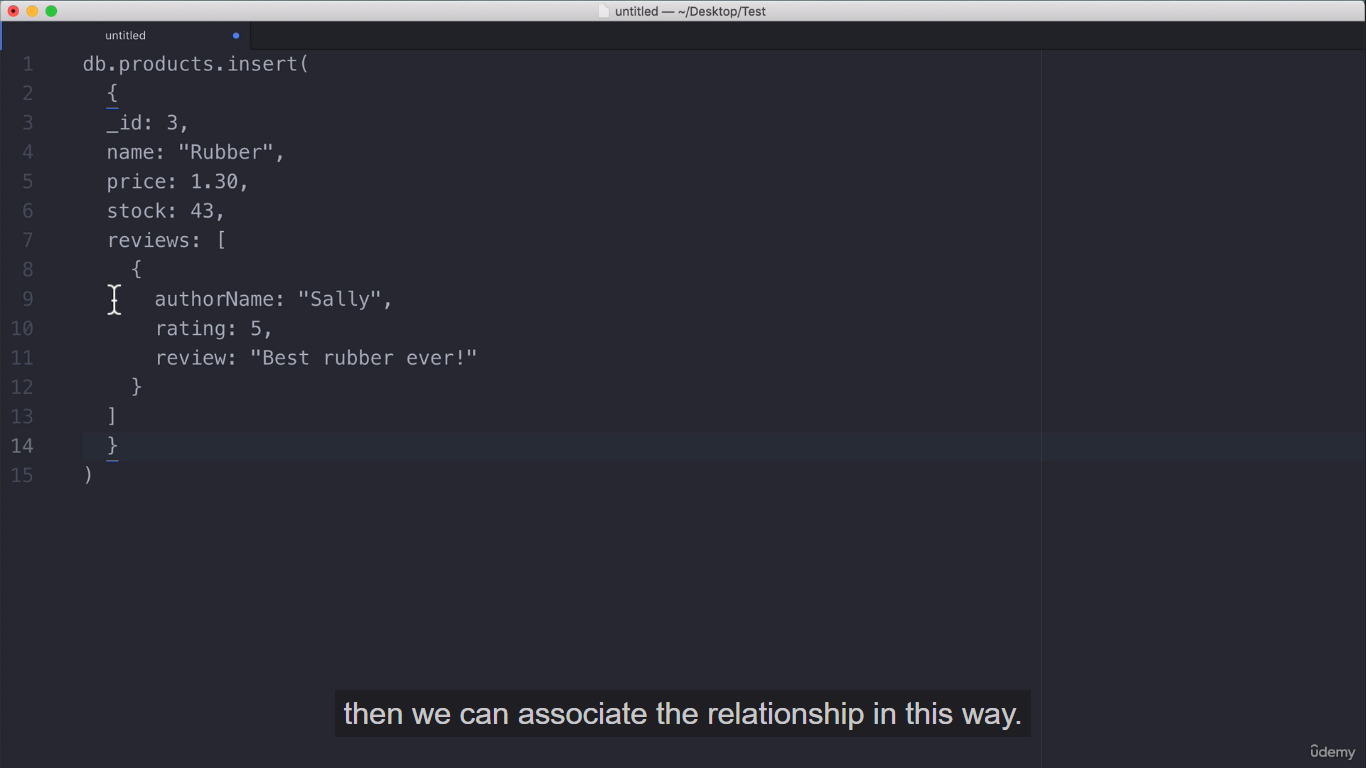 untitled — ~/Desktop/Test
untitled
1 db.products.insert(
2 {
3 _id: 3,
4 name: "Rubber",
5 price: 1.30,
6 stock: 43,
7 reviews: [
8 {
9 authorName: "Sally",
10 rating: 5,
11 review: "Best rubber ever!"
12 }
13 ]
14 }
15 )
then we can associate the relationship in this way.
ûdemy